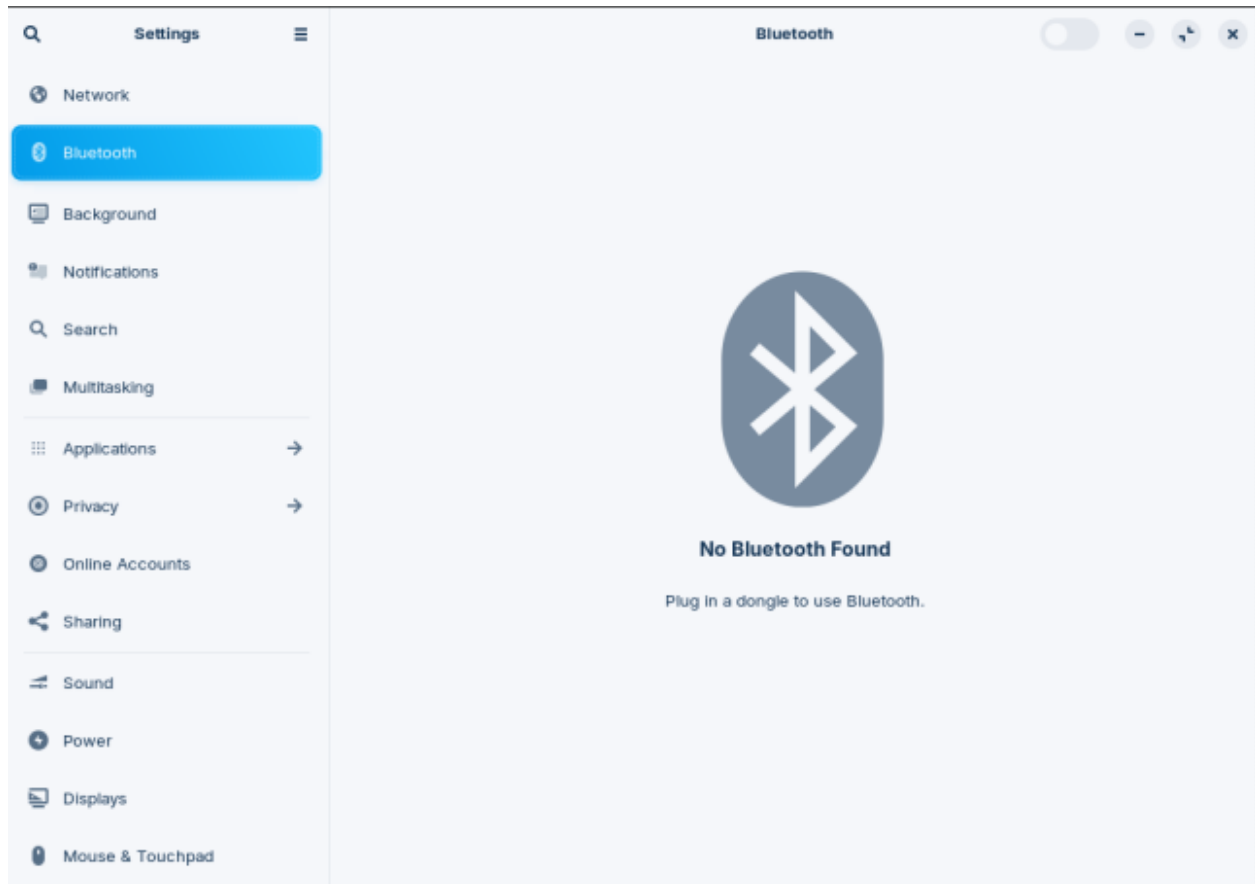 Settings
Bluetooth
Network
Bluetooth
Background
Notifications
Search
Multitasking
Applications
Privacy
Online Accounts
Sharing
Sound
Power
Displays
Mouse & Touchpad
No Bluetooth Found
Plug in a dongle to use Bluetooth.